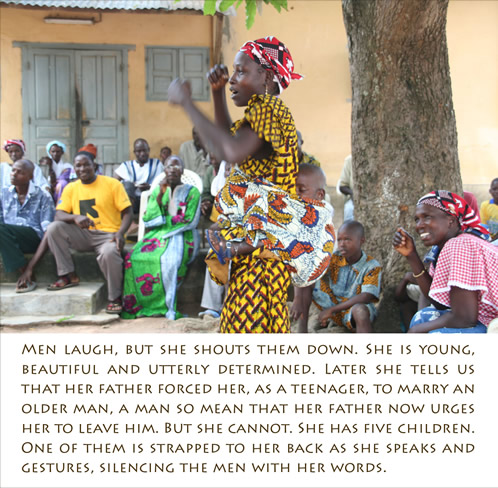 Men laugh, but she shouts them down. She is young,
beautiful and utterly determined. Later she tells us
that her father forced her, as a teenager, to marry an
older man, a man so mean that her father now urges
her to leave him. But she cannot. She has five children.
One of them is strapped to her back as she speaks and
gestures, silencing the men with her words.